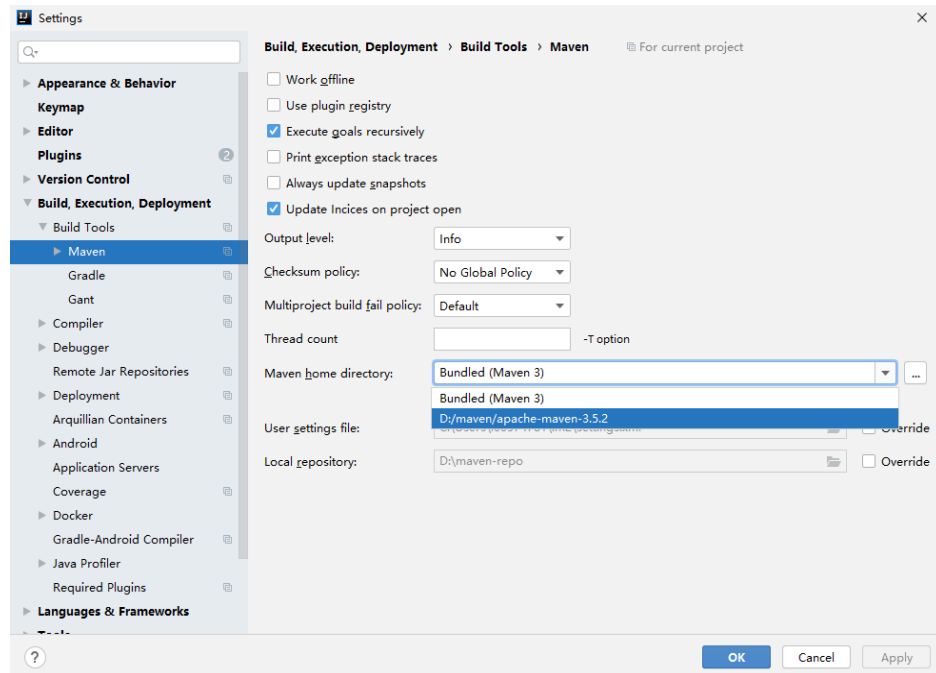 Settings
Build, Execution, Deployment › Build Tools › Maven For current project
Appearance & Behavior
Keymap
Editor
Plugins 2
Version Control
Build, Execution, Deployment
Build Tools
Maven
Gradle
Gant
Compiler
Debugger
Remote Jar Repositories
Deployment
Arquillian Containers
Android
Application Servers
Coverage
Docker
Gradle-Android Compiler
Java Profiler
Required Plugins
Languages & Frameworks
Tools
Work offline
Use plugin registry
Execute goals recursively
Print exception stack traces
Always update snapshots
Update Incices on project open
Output level: Info
Checksum policy: No Global Policy
Multiproject build fail policy: Default
Thread count -T option
Maven home directory: Bundled (Maven 3) ...
Bundled (Maven 3)
D:/maven/apache-maven-3.5.2
User settings file: Override
Local repository: D:\maven-repo Override
? OK Cancel Apply